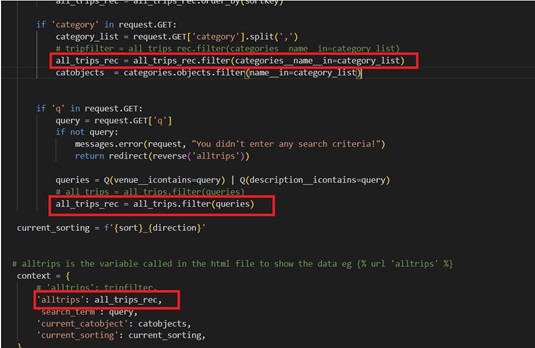 all_trips_rec = all_trips_rec.order_by(sortkey)
if 'category' in request.GET:
category_list = request.GET['category'].split(',')
# tripfilter = all_trips_rec.filter(categories__name__in=category_list)
all_trips_rec = all_trips_rec.filter(categories__name__in=category_list)
catobjects = categories.objects.filter(name__in=category_list)
if 'q' in request.GET:
query = request.GET['q']
if not query:
messages.error(request, "You didn't enter any search criteria!")
return redirect(reverse('alltrips'))
queries = Q(venue__icontains=query) | Q(description__icontains=query)
# all_trips = all_trips.filter(queries)
all_trips_rec = all_trips.filter(queries)
current_sorting = f'{sort}_{direction}'
# alltrips is the variable called in the html file to show the data eg {% url 'alltrips' %}
context = {
# 'alltrips': tripfilter,
'alltrips': all_trips_rec,
'search_term': query,
'current_catobject': catobjects,
'current_sorting': current_sorting,
}